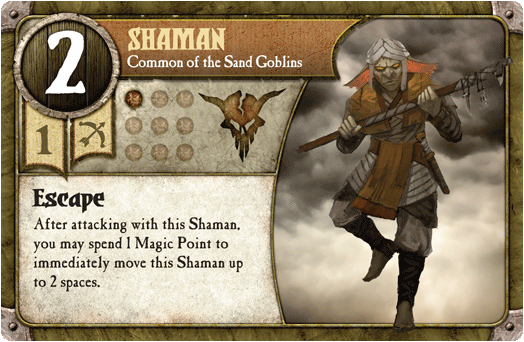 2
SHAMAN
Common of the Sand Goblins
1
Escape
After attacking with this Shaman,
you may spend 1 Magic Point to
immediately move this Shaman up
to 2 spaces.